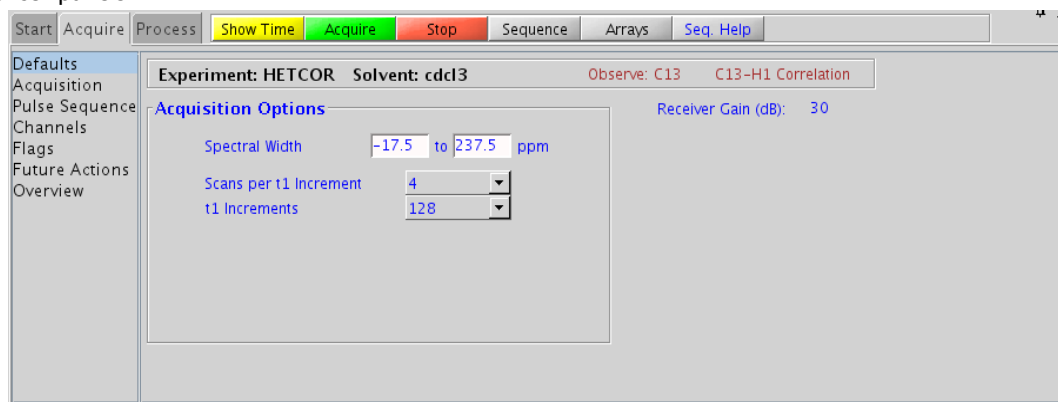 Start Acquire Process Show Time Acquire Stop Sequence Arrays Seq. Help
Defaults
Acquisition
Pulse Sequence
Channels
Flags
Future Actions
Overview
Experiment: HETCOR Solvent: cdcl3 Observe: C13 C13-H1 Correlation
Acquisition Options
Receiver Gain (dB): 30
Spectral Width -17.5 to 237.5 ppm
Scans per t1 Increment 4
t1 Increments 128